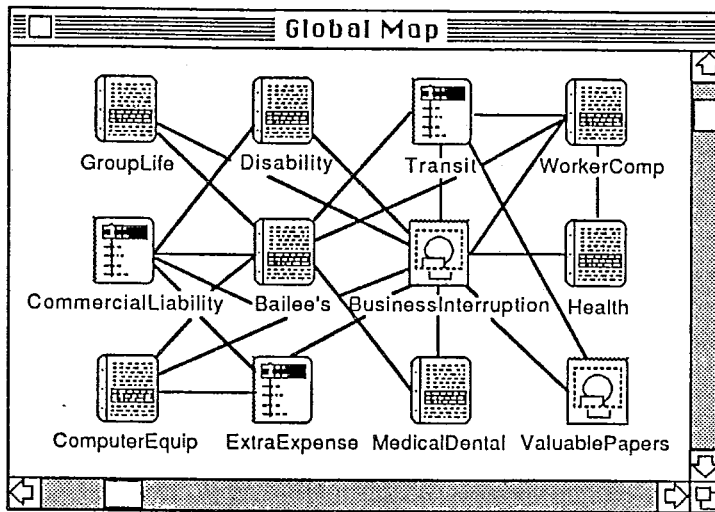 Global Map
GroupLife Disability Transit WorkerComp
CommercialLiability Bailee's BusinessInterruption Health
ComputerEquip ExtraExpense MedicalDental ValuablePapers